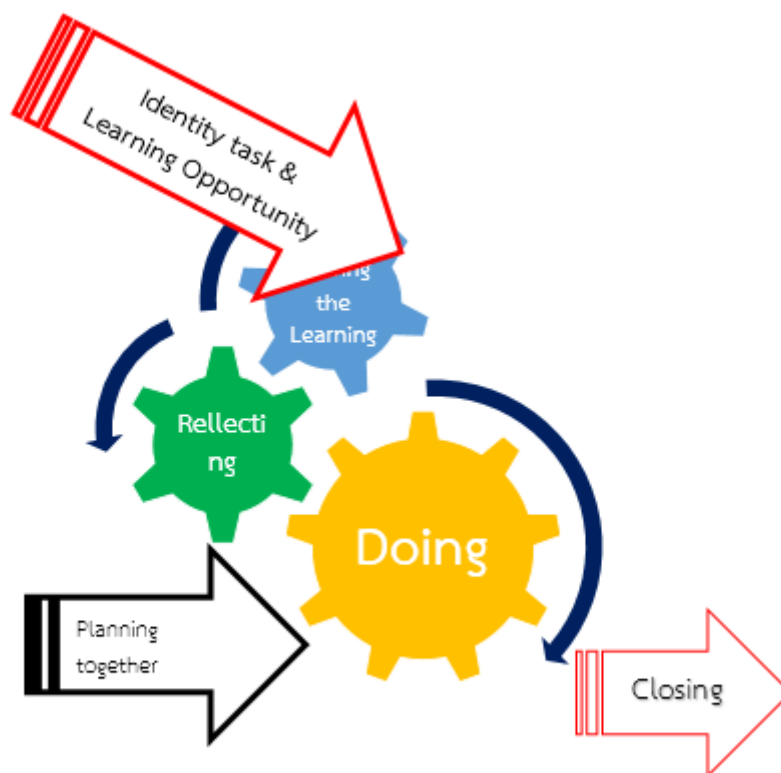 Identity task &
Learning Opportunity
the
Learning
Rellecti
ng
Doing
Planning
together
Closing